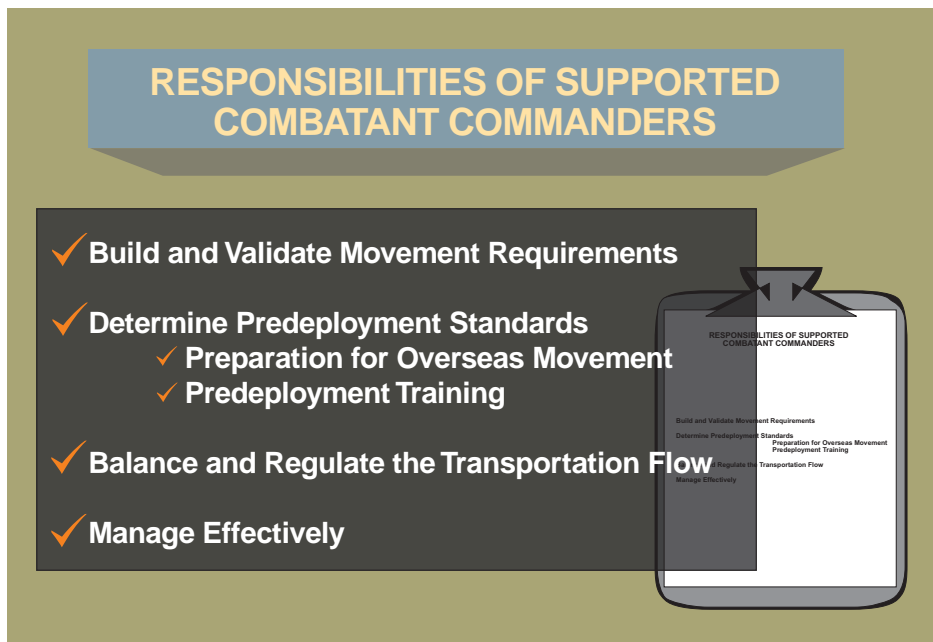 RESPONSIBILITIES OF SUPPORTED
COMBATANT COMMANDERS
Build and Validate Movement Requirements
Determine Predeployment Standards
Preparation for Overseas Movement
Predeployment Training
Balance and Regulate the Transportation Flow
Manage Effectively
RESPONSIBILITIES OF SUPPORTED
COMBATANT COMMANDERS
Build and Validate Movement Requirements
Determine Predeployment Standards
Preparation for Overseas Movement
Predeployment Training
and Regulate the Transportation Flow
Manage Effectively